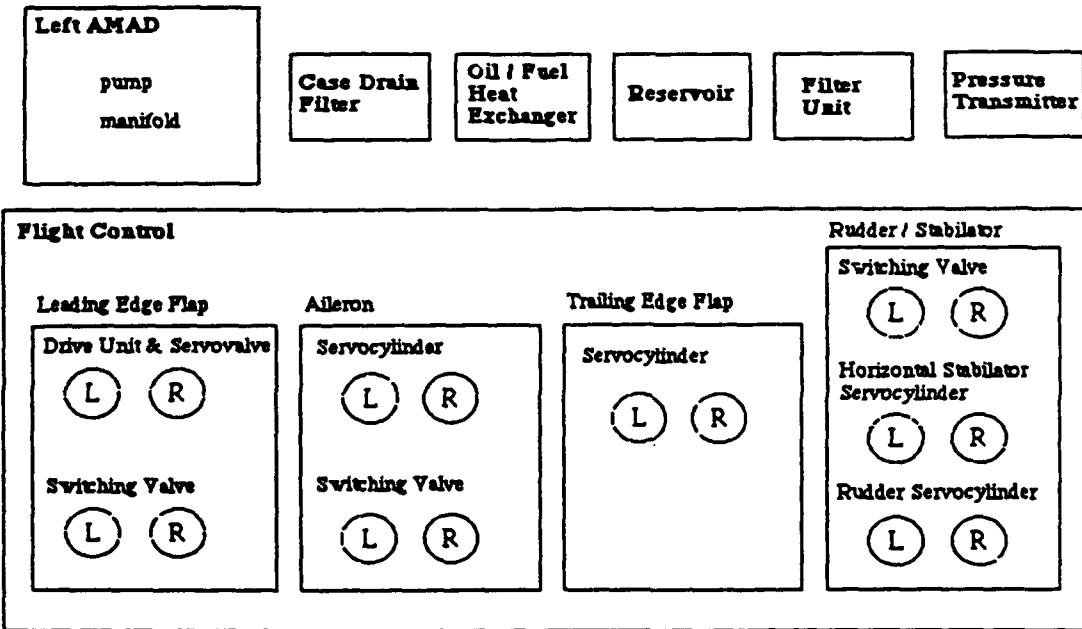 Left AMAD
pump
manifold
Case Drain
Filter
Oil / Fuel
Heat
Exchanger
Reservoir
Filter
Unit
Pressure
Transmitter
Flight Control
Leading Edge Flap
Drive Unit & Servovalve
L R
Switching Valve
L R
Aileron
Servocylinder
L R
Switching Valve
L R
Trailing Edge Flap
Servocylinder
L R
Rudder / Stabilator
Switching Valve
L R
Horizontal Stabilator
Servocylinder
L R
Rudder Servocylinder
L R